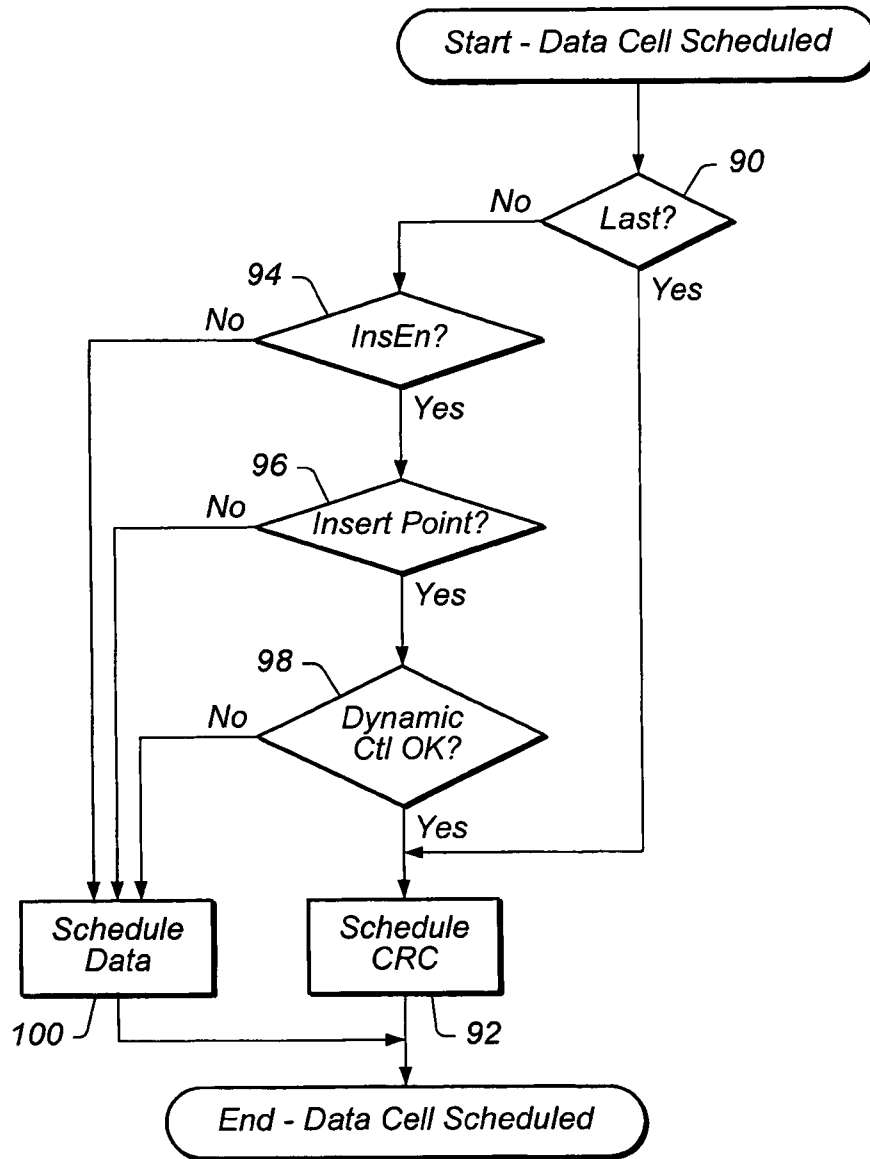 Start - Data Cell Scheduled
90
No
Last?
Yes
94
No
InsEn?
Yes
96
No
Insert Point?
Yes
98
No
Dynamic
Ctl OK?
Yes
Schedule
Data
Schedule
CRC
100
92
End - Data Cell Scheduled